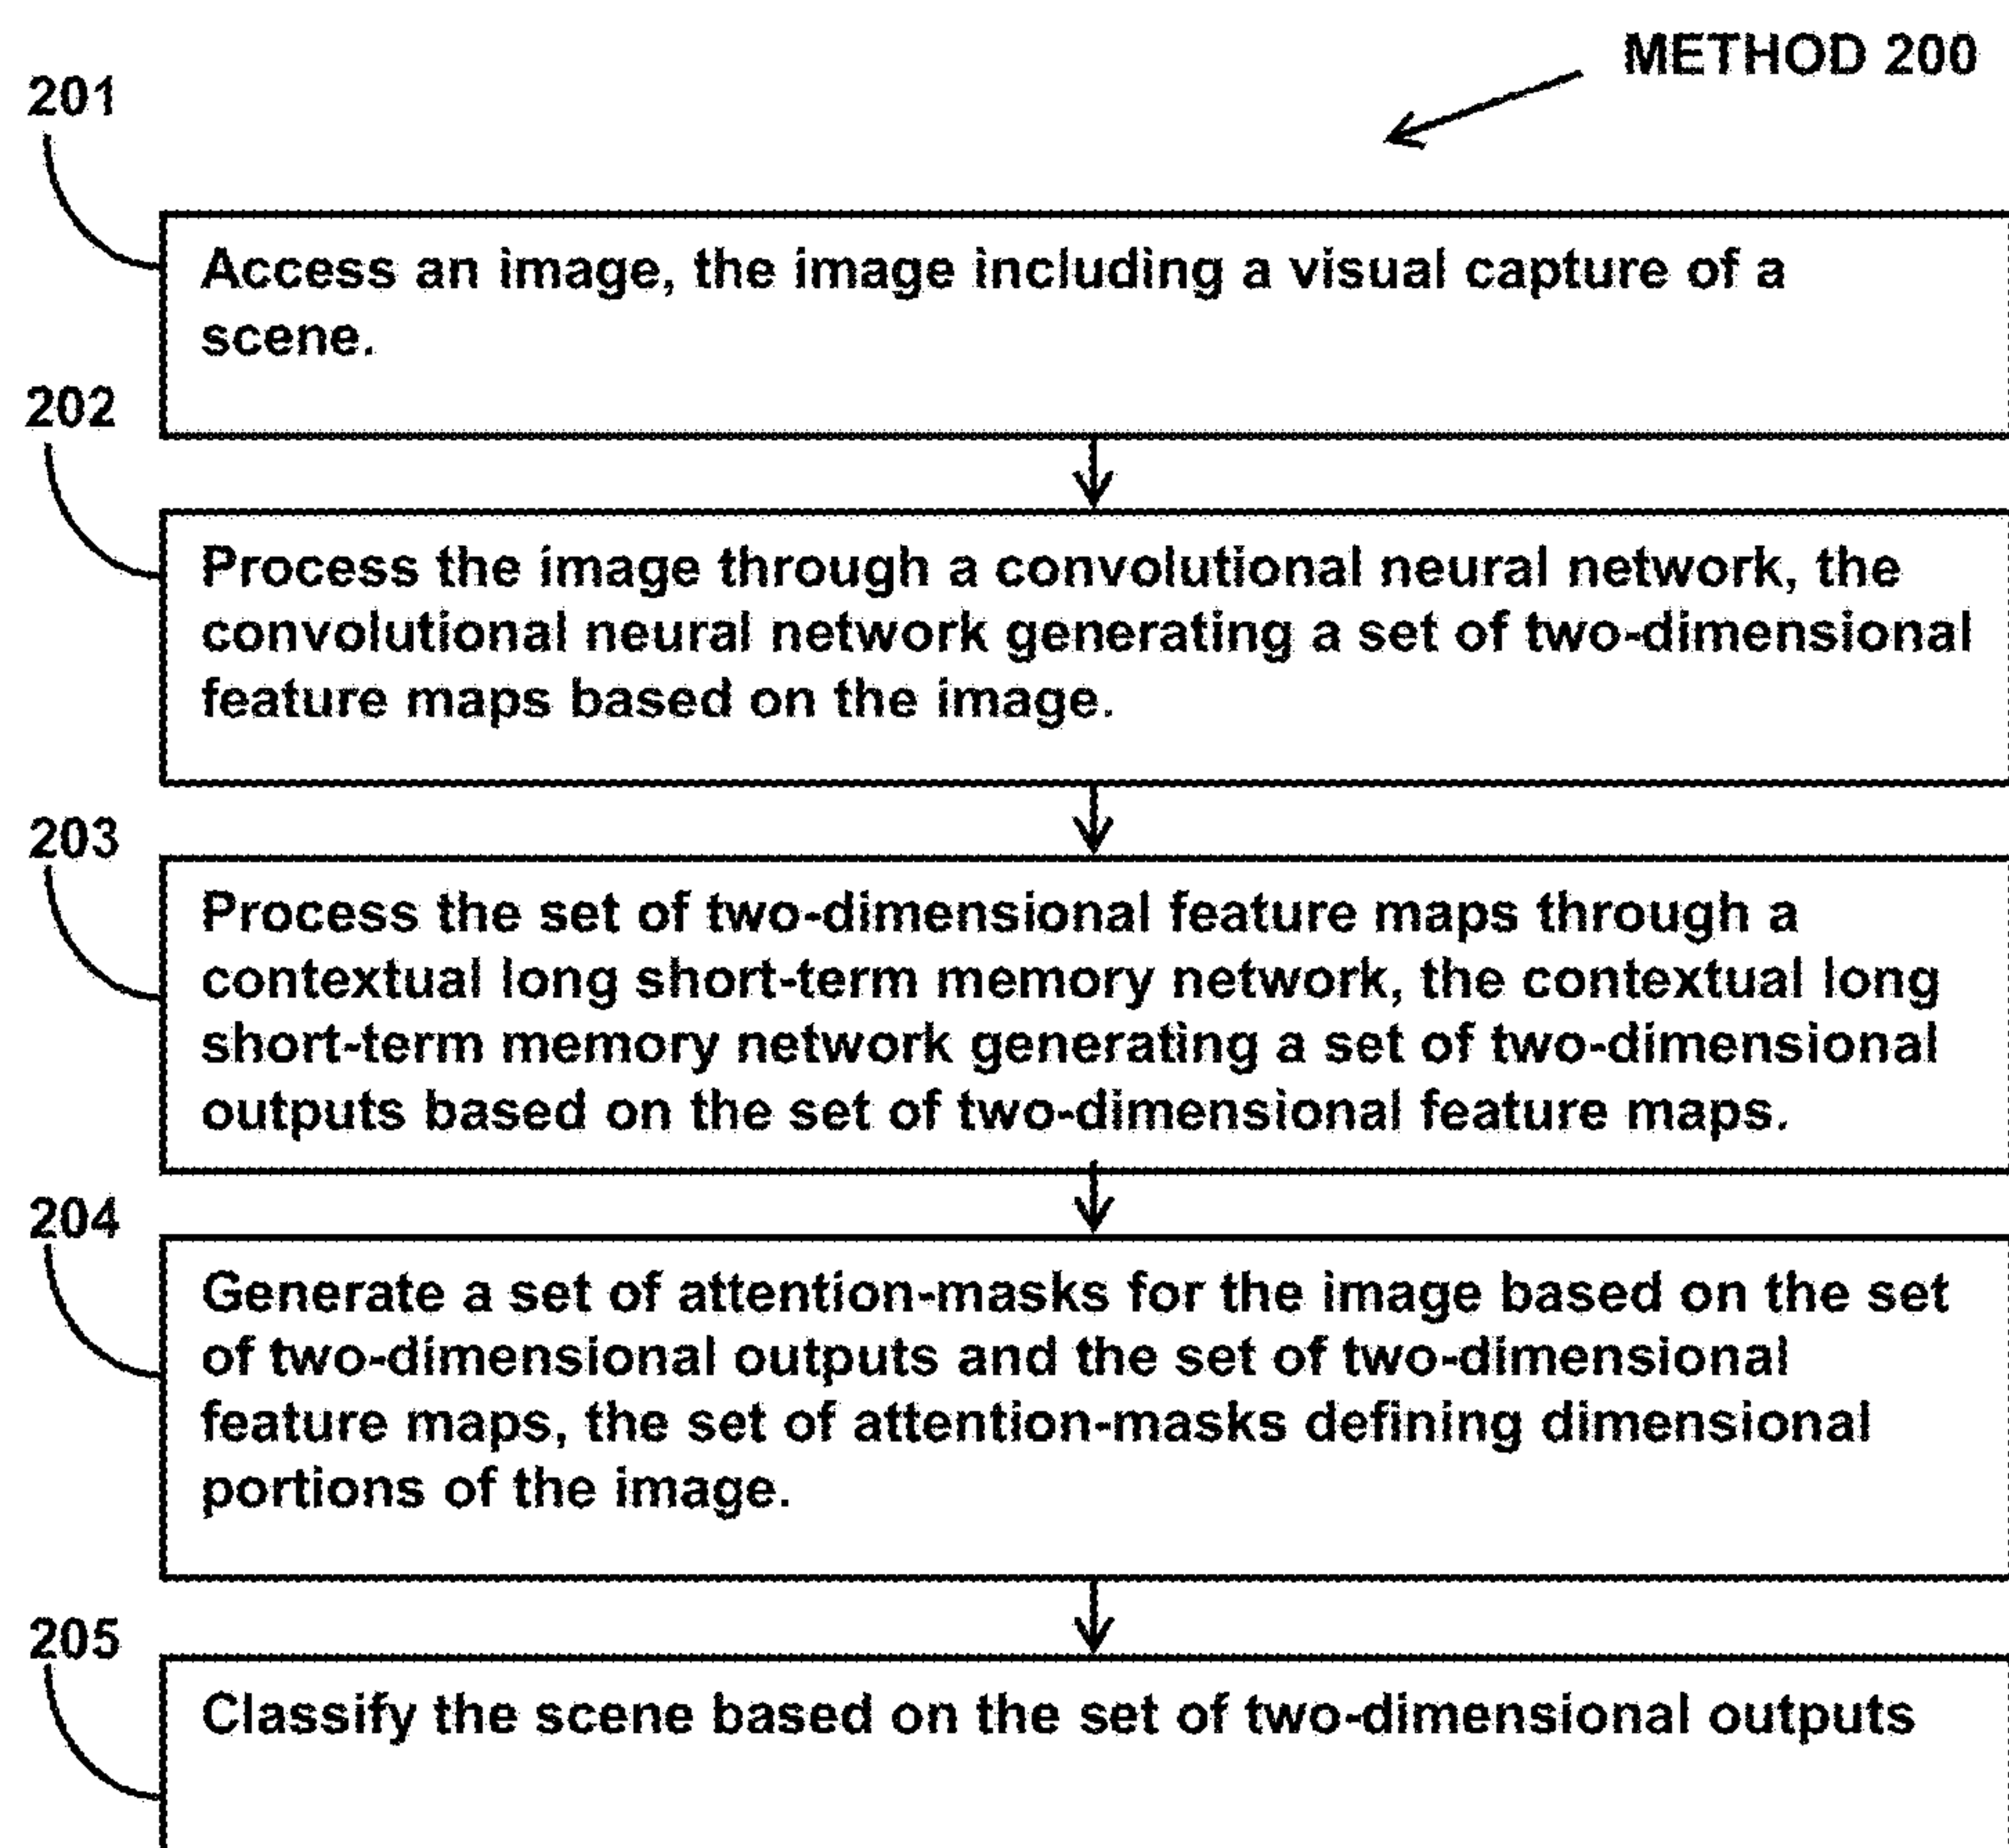 METHOD 200
201
Access an image, the image including a visual capture of a
scene.
202
Process the image through a convolutional neural network, the
convolutional neural network generating a set of two-dimensional
feature maps based on the image.
203
Process the set of two-dimensional feature maps through a
contextual long short-term memory network, the contextual long
short-term memory network generating a set of two-dimensional
outputs based on the set of two-dimensional feature maps.
204
Generate a set of attention-masks for the image based on the set
of two-dimensional outputs and the set of two-dimensional
feature maps, the set of attention-masks defining dimensional
portions of the image.
205
Classify the scene based on the set of two-dimensional outputs